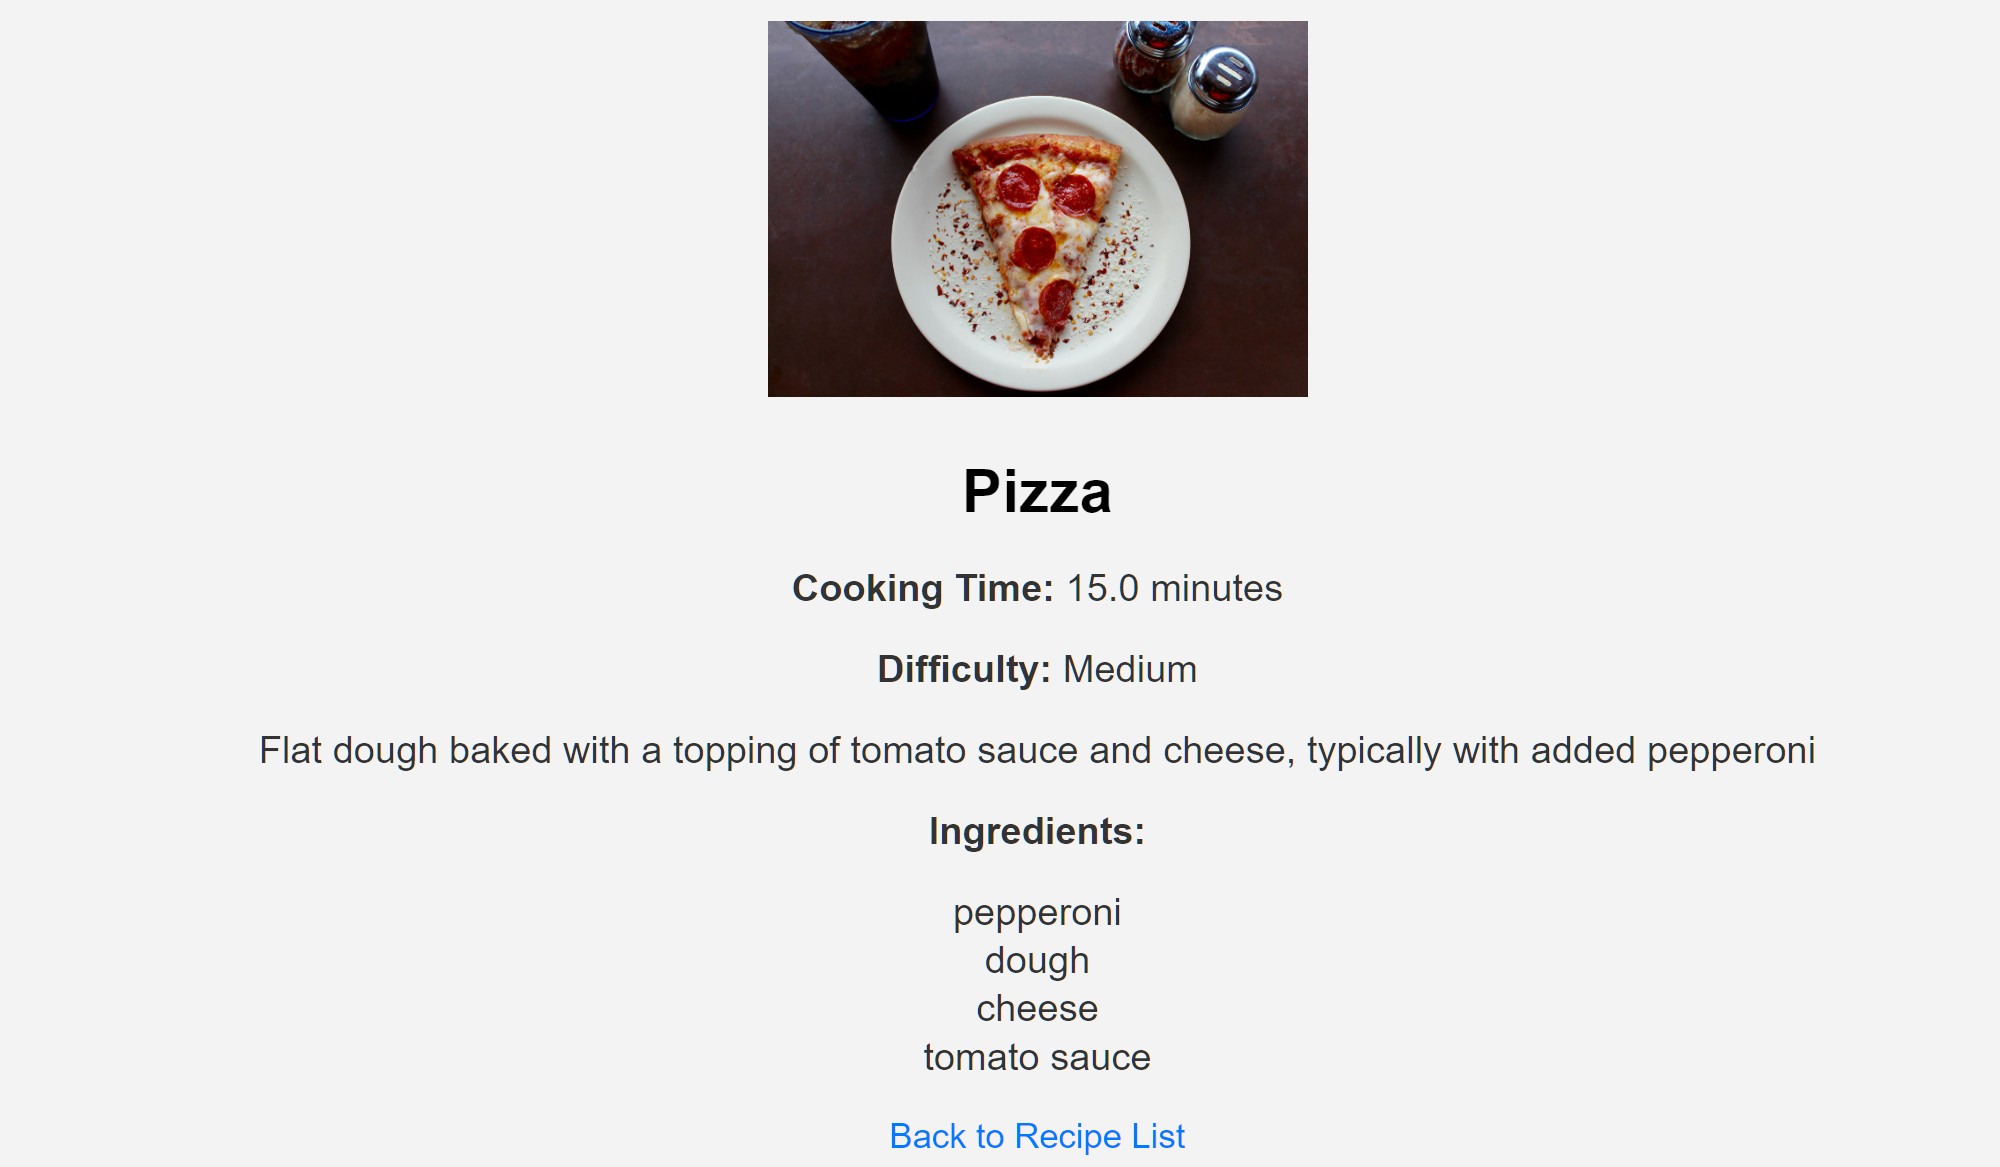 Pizza
Cooking Time: 15.0 minutes
Difficulty: Medium
Flat dough baked with a topping of tomato sauce and cheese, typically with added pepperoni
Ingredients:
pepperoni
dough
cheese
tomato sauce
Back to Recipe List